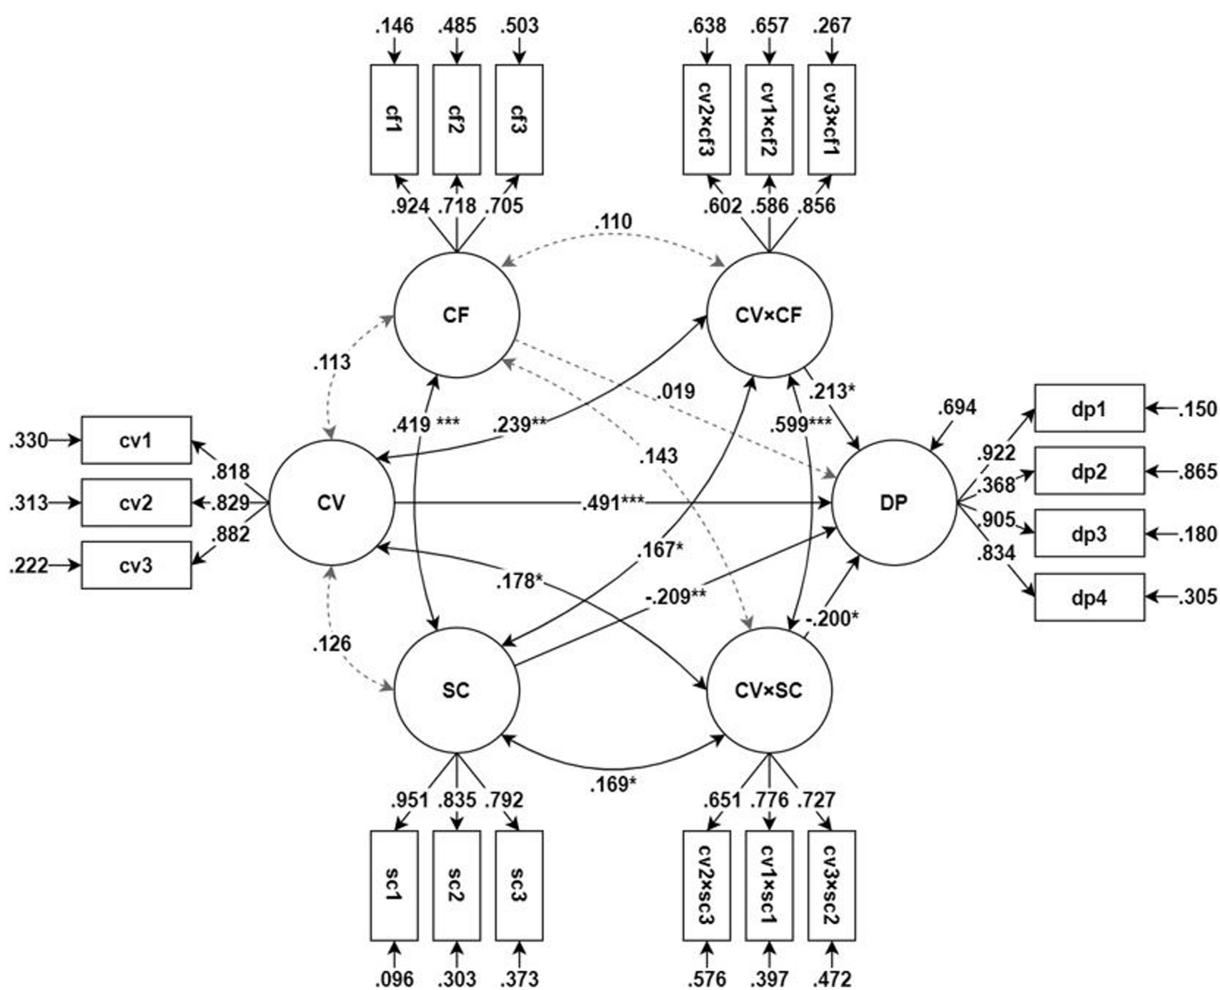 .146 .485 .503 .638 .657 .267
cf1 cf2 cf3 cv2×cf3 cv1×cf2 cv3×cf1
.924 .718 .705 .602 .586 .856
.110
CF CV×CF
.113
.019
.213*
.419 *** .239** .599*** .694
dp1 .150
.330 cv1
.922
.143
.818
dp2 .865
.368
.313 cv2 .829 CV .491*** DP
.905 dp3 .180
.882
.834
.222 cv3
.167*
.178*
-.209**
dp4 .305
-.200*
.126
SC CV×SC
.169*
.951 .835 .792 .651 .776 .727
sc1 sc2 sc3 cv2×sc3 cv1×sc1 cv3×sc2
.096 .303 .373 .576 .397 .472